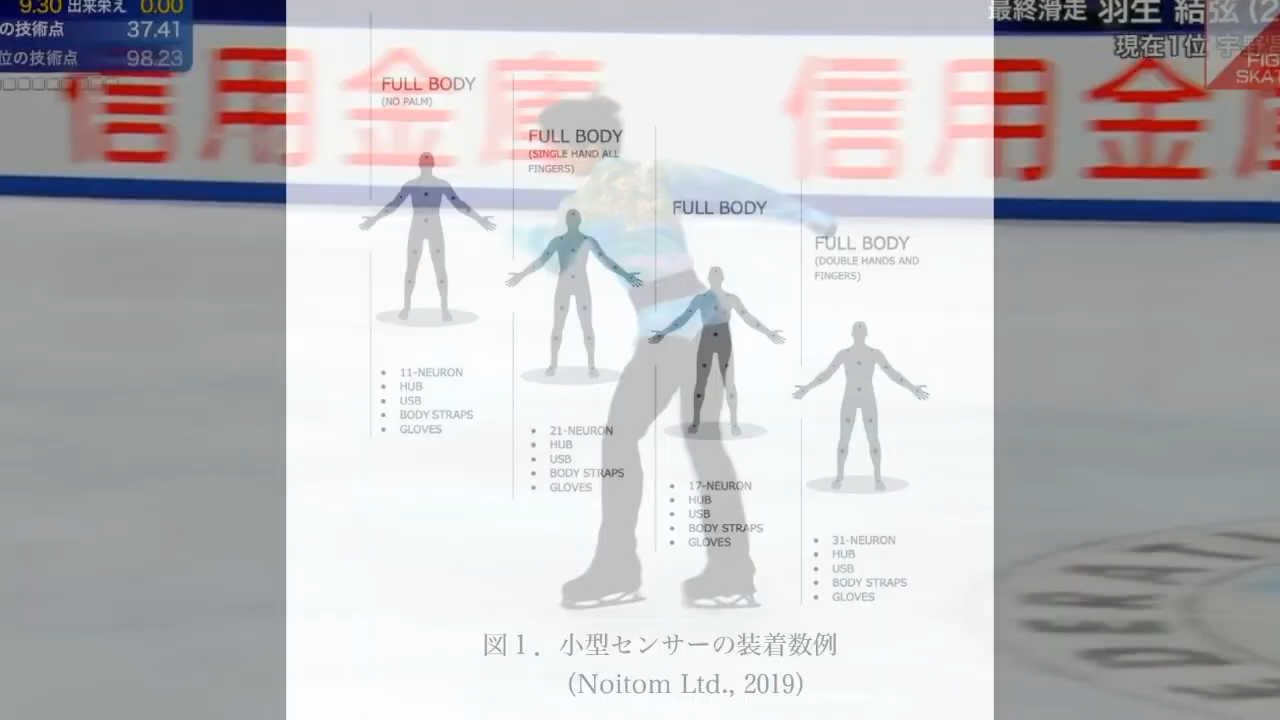 9.30 出来栄え 0.00
の技術点 37.41
位の技術点 98.23
最終滑走 羽生 結弦 (2
現在1位
FIG
SKAT
信用金庫
信用金
FULL BODY
(NO PALM)
11-NEURON
HUB
USB
BODY STRAPS
GLOVES
FULL BODY
(SINGLE HAND ALL
FINGERS)
21-NEURON
HUB
USB
BODY STRAPS
GLOVES
FULL BODY
17-NEURON
HUB
USB
BODY STRAPS
GLOVES
FULL BODY
(DOUBLE HANDS AND
FINGERS)
31-NEURON
HUB
USB
BODY STRAPS
GLOVES
図1. 小型センサーの装着数例
(Noitom Ltd., 2019)